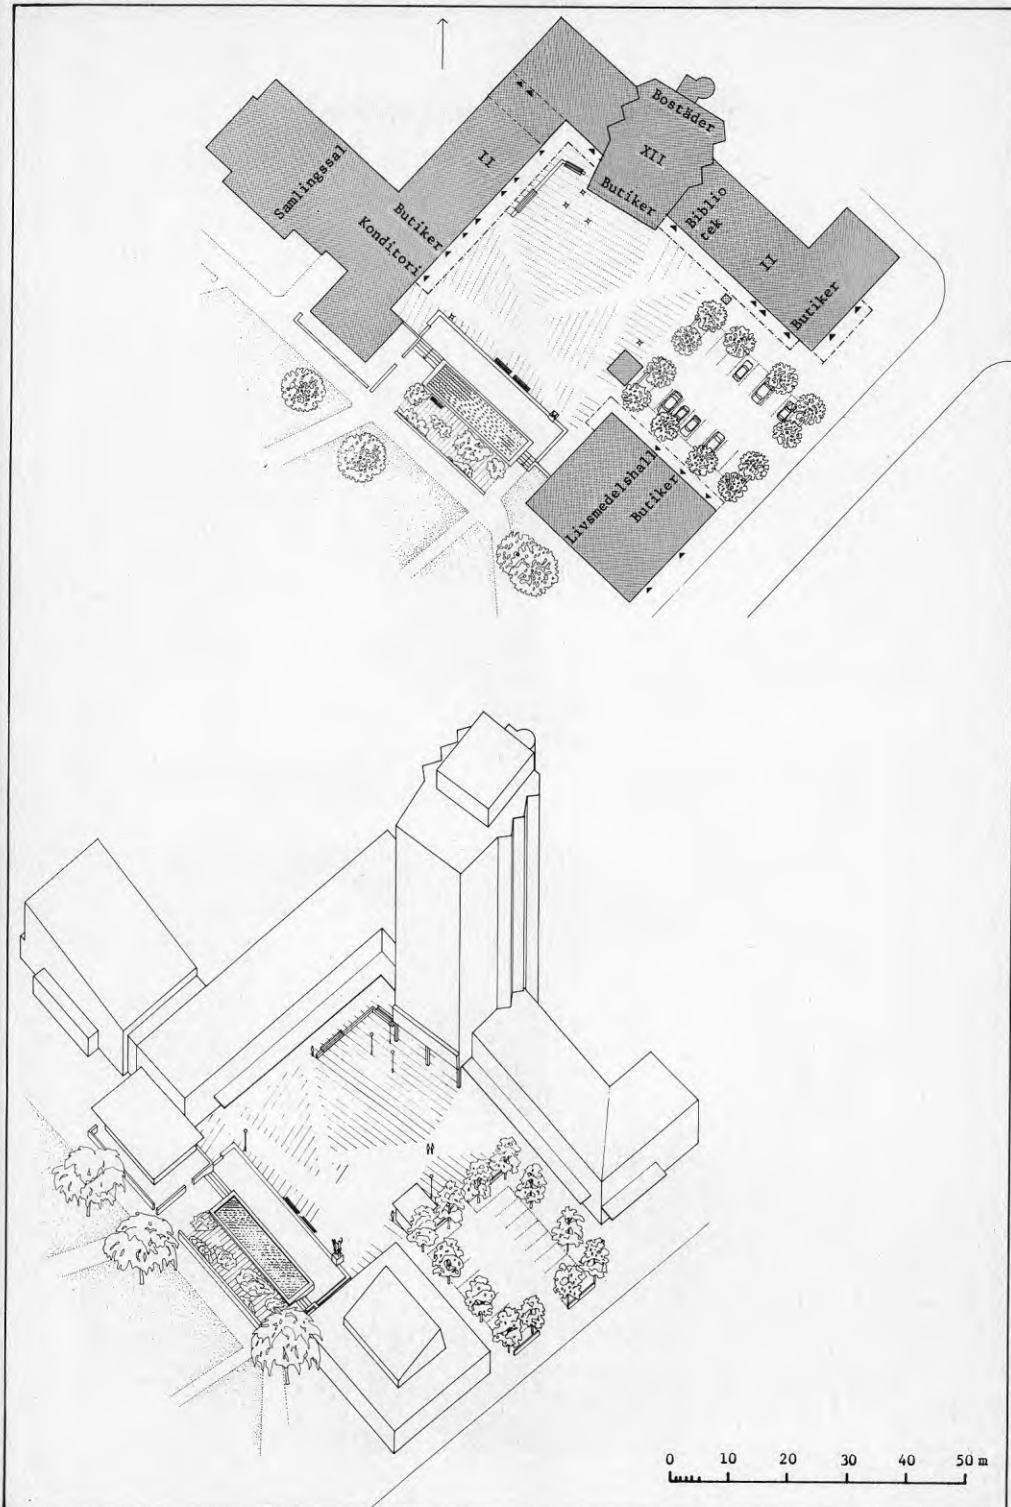 Bostäder
XII
Butiker
II
Samlingssal
Butiker
Konditori
Biblio
tek
II
Butiker
Livsmedelshall
Butiker
0 10 20 30 40 50 m